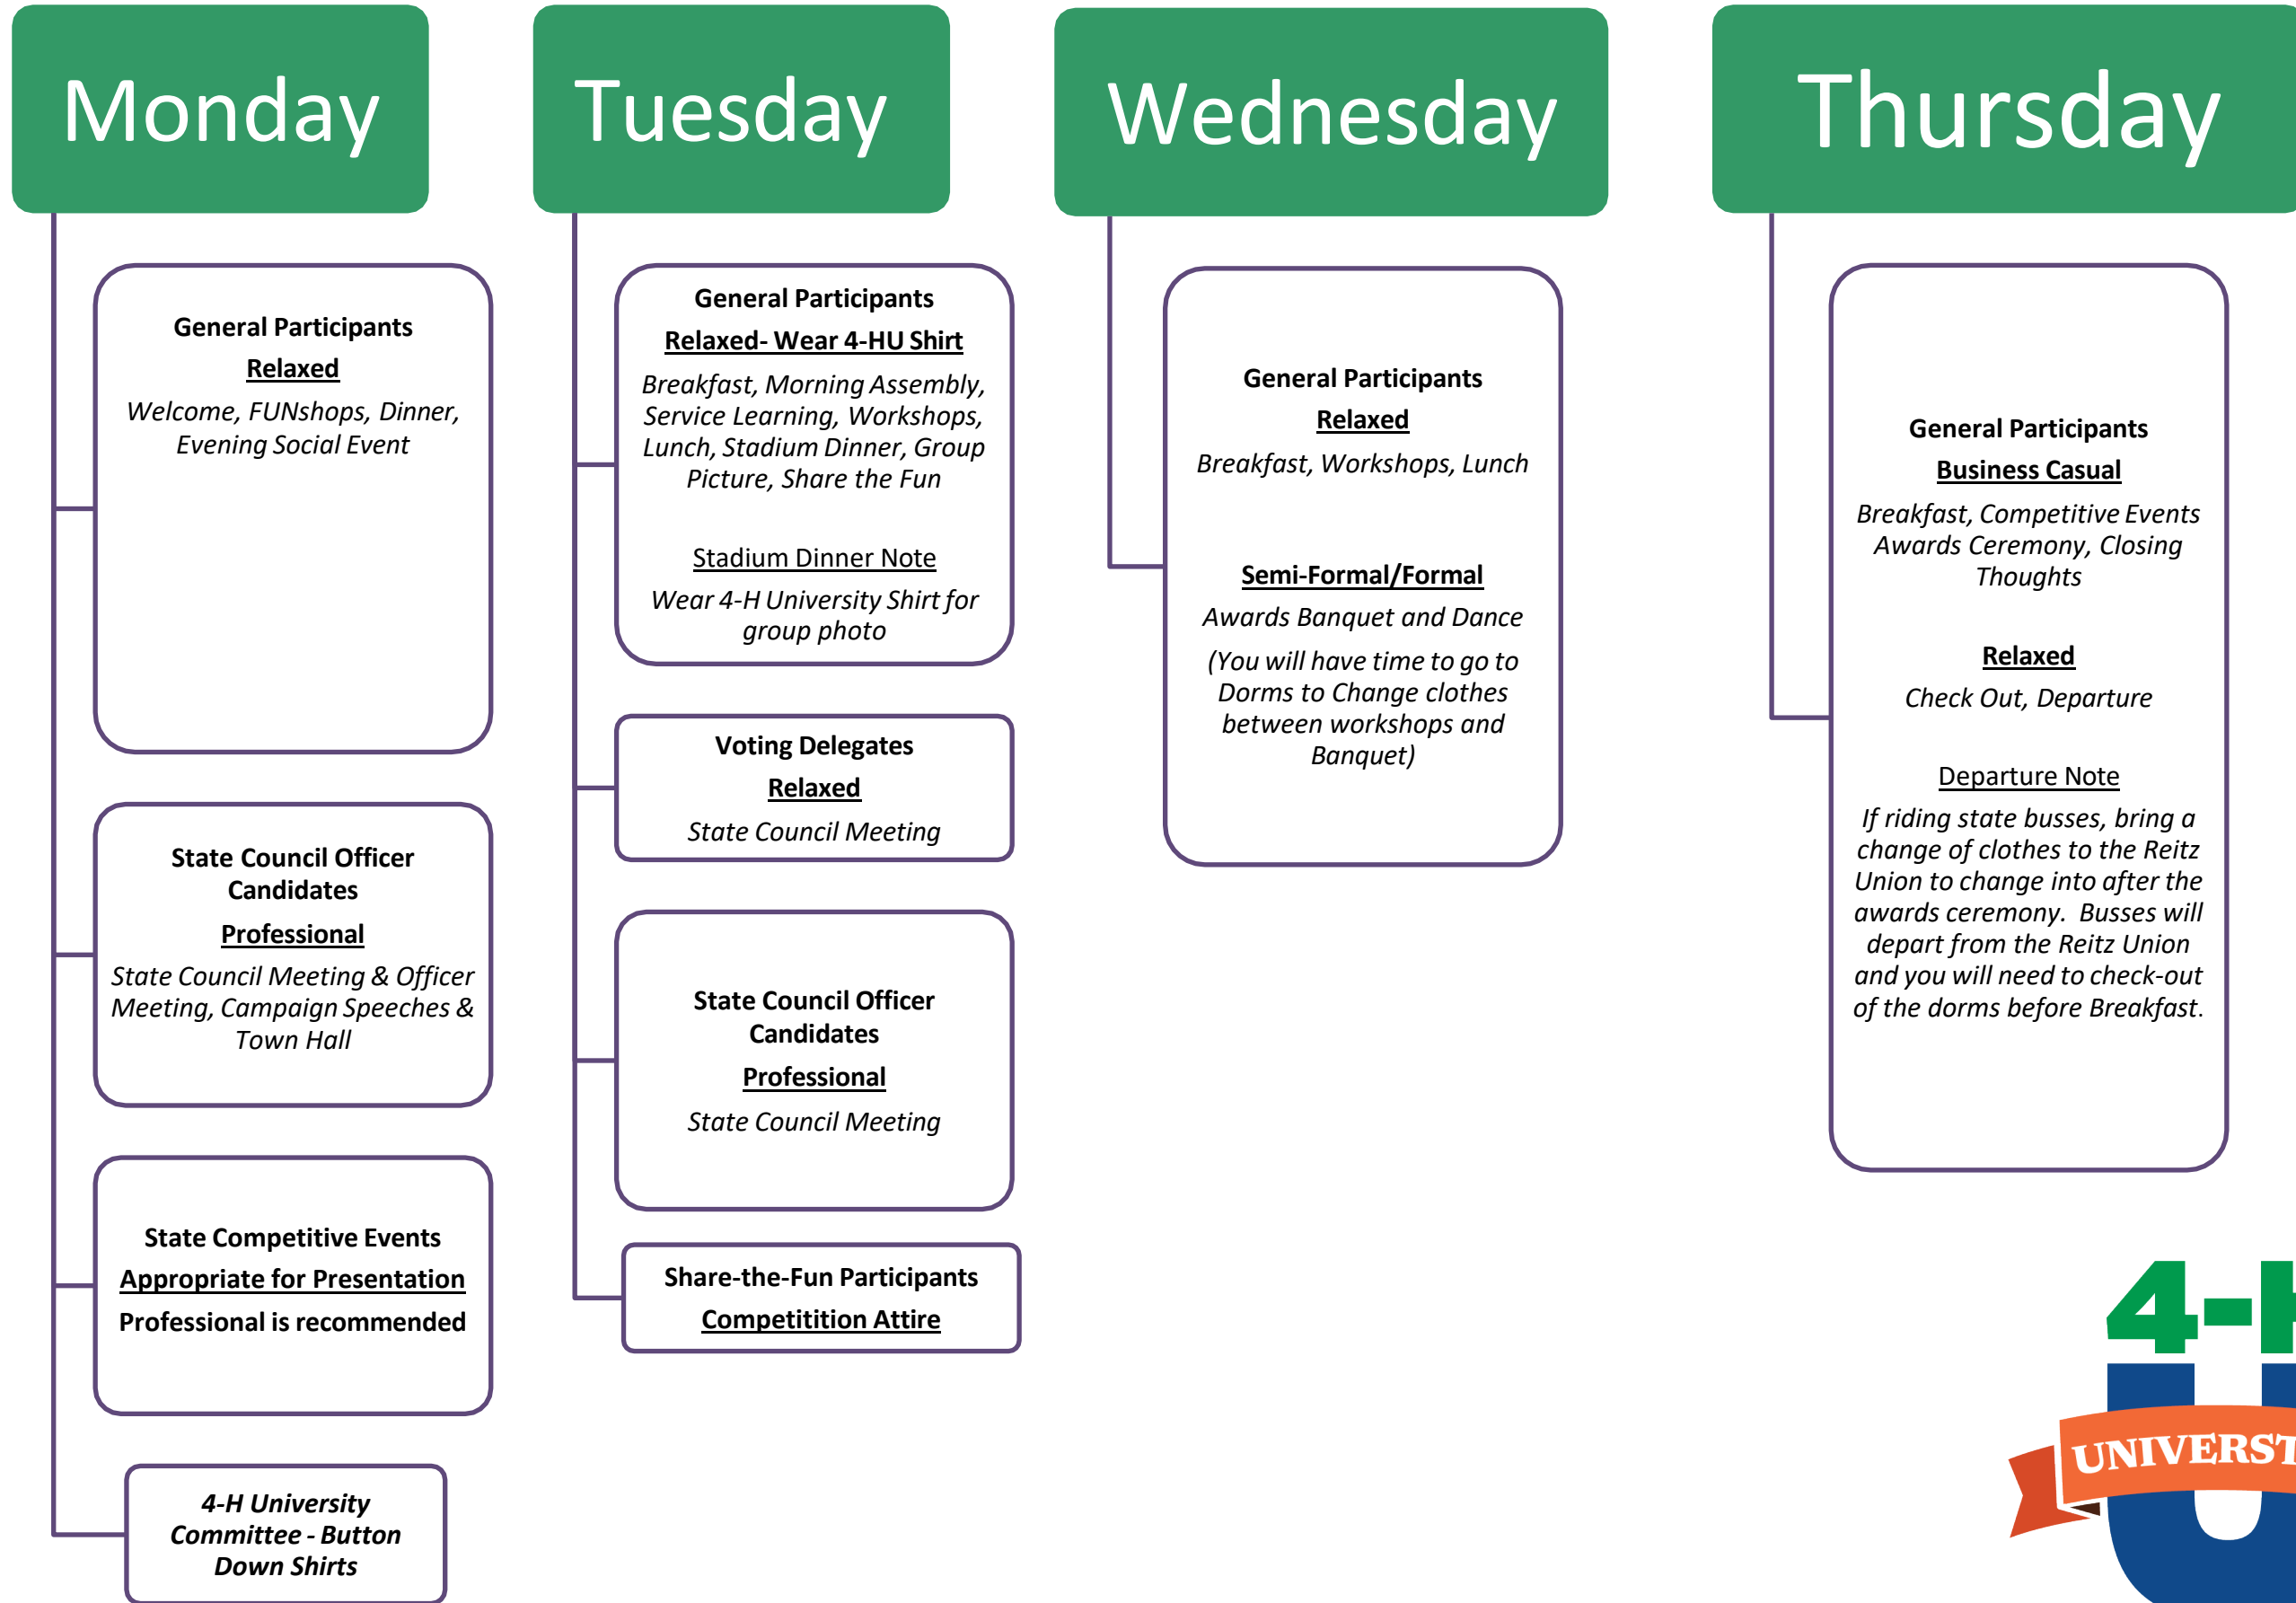 Monday
General Participants
Relaxed
Welcome, FUNshops, Dinner,
Evening Social Event
State Council Officer
Candidates
Professional
State Council Meeting & Officer
Meeting, Campaign Speeches &
Town Hall
State Competitive Events
Appropriate for Presentation
Professional is recommended
4-H University
Committee - Button
Down Shirts
Tuesday
General Participants
Relaxed- Wear 4-HU Shirt
Breakfast, Morning Assembly,
Service Learning, Workshops,
Lunch, Stadium Dinner, Group
Picture, Share the Fun
Stadium Dinner Note
Wear 4-H University Shirt for
group photo
Voting Delegates
Relaxed
State Council Meeting
State Council Officer
Candidates
Professional
State Council Meeting
Share-the-Fun Participants
Competitition Attire
Wednesday
General Participants
Relaxed
Breakfast, Workshops, Lunch
Semi-Formal/Formal
Awards Banquet and Dance
(You will have time to go to
Dorms to Change clothes
between workshops and
Banquet)
Thursday
General Participants
Business Casual
Breakfast, Competitive Events
Awards Ceremony, Closing
Thoughts
Relaxed
Check Out, Departure
Departure Note
If riding state busses, bring a
change of clothes to the Reitz
Union to change into after the
awards ceremony.  Busses will
depart from the Reitz Union
and you will need to check-out
of the dorms before Breakfast.
4-H
U
UNIVERST